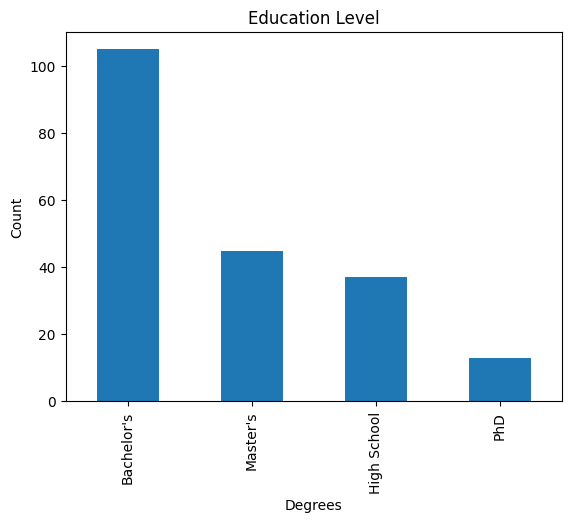 Education Level
Count
100
80
60
40
20
0
Bachelor's
Master's
High School
PhD
Degrees